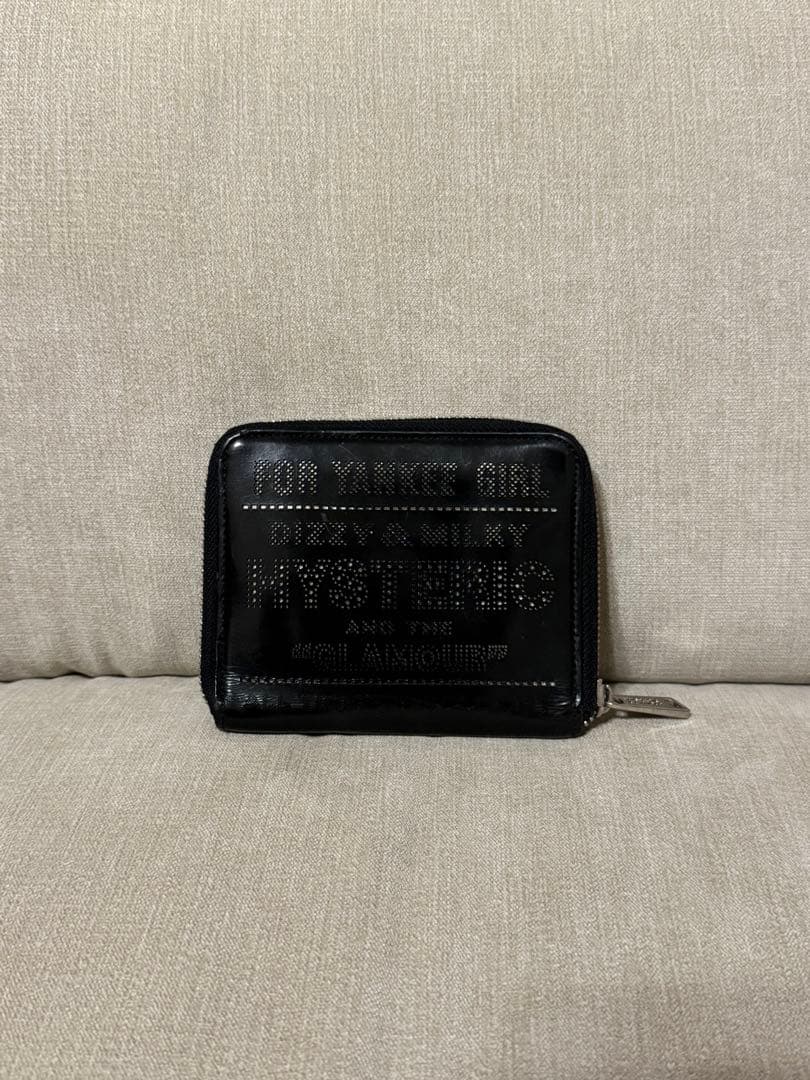 FOR YANKEE GIRL
DIZZY & MILKY
HYSTERIC
AND THE
"GLAMOUR"